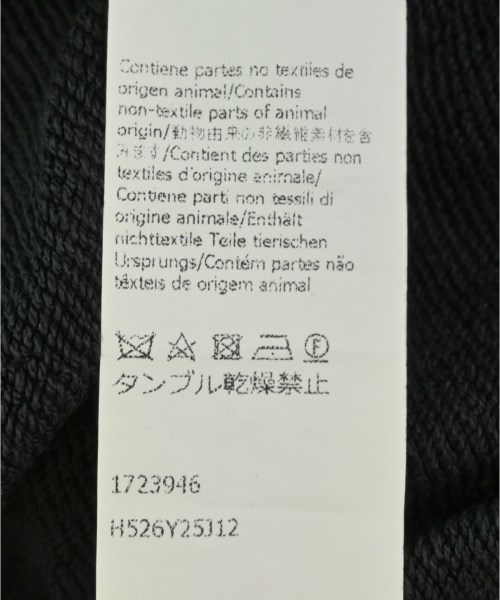 Contiene partes no textiles de
origen animal/Contains
non-textile parts of animal
origin/動物由来の非繊維素材を含
みます/Contient des parties non
textiles d'origine animale/
Contiene parti non tessili di
origine animale/Enthält
nichttextile Teile tierischen
Ursprungs/Contém partes não
têxteis de origem animal
タンブル乾燥禁止
1723946
H526Y25J12